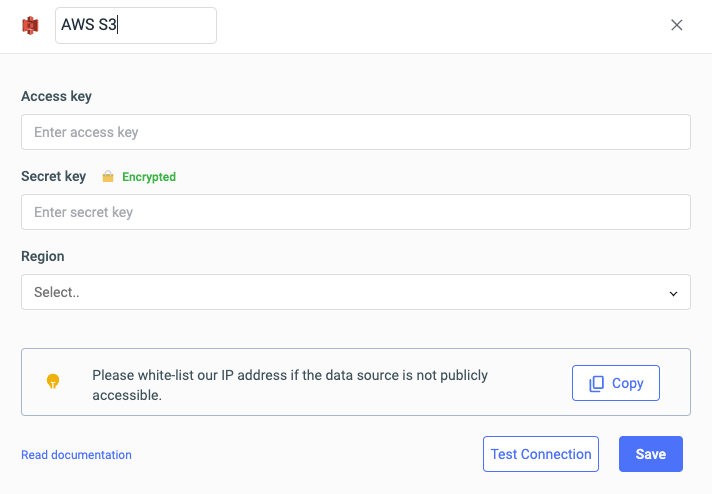 AWS S3
Access key
Enter access key
Secret key Encrypted
Enter secret key
Region
Select..
Please white-list our IP address if the data source is not publicly
accessible.
Copy
Read documentation Test Connection Save